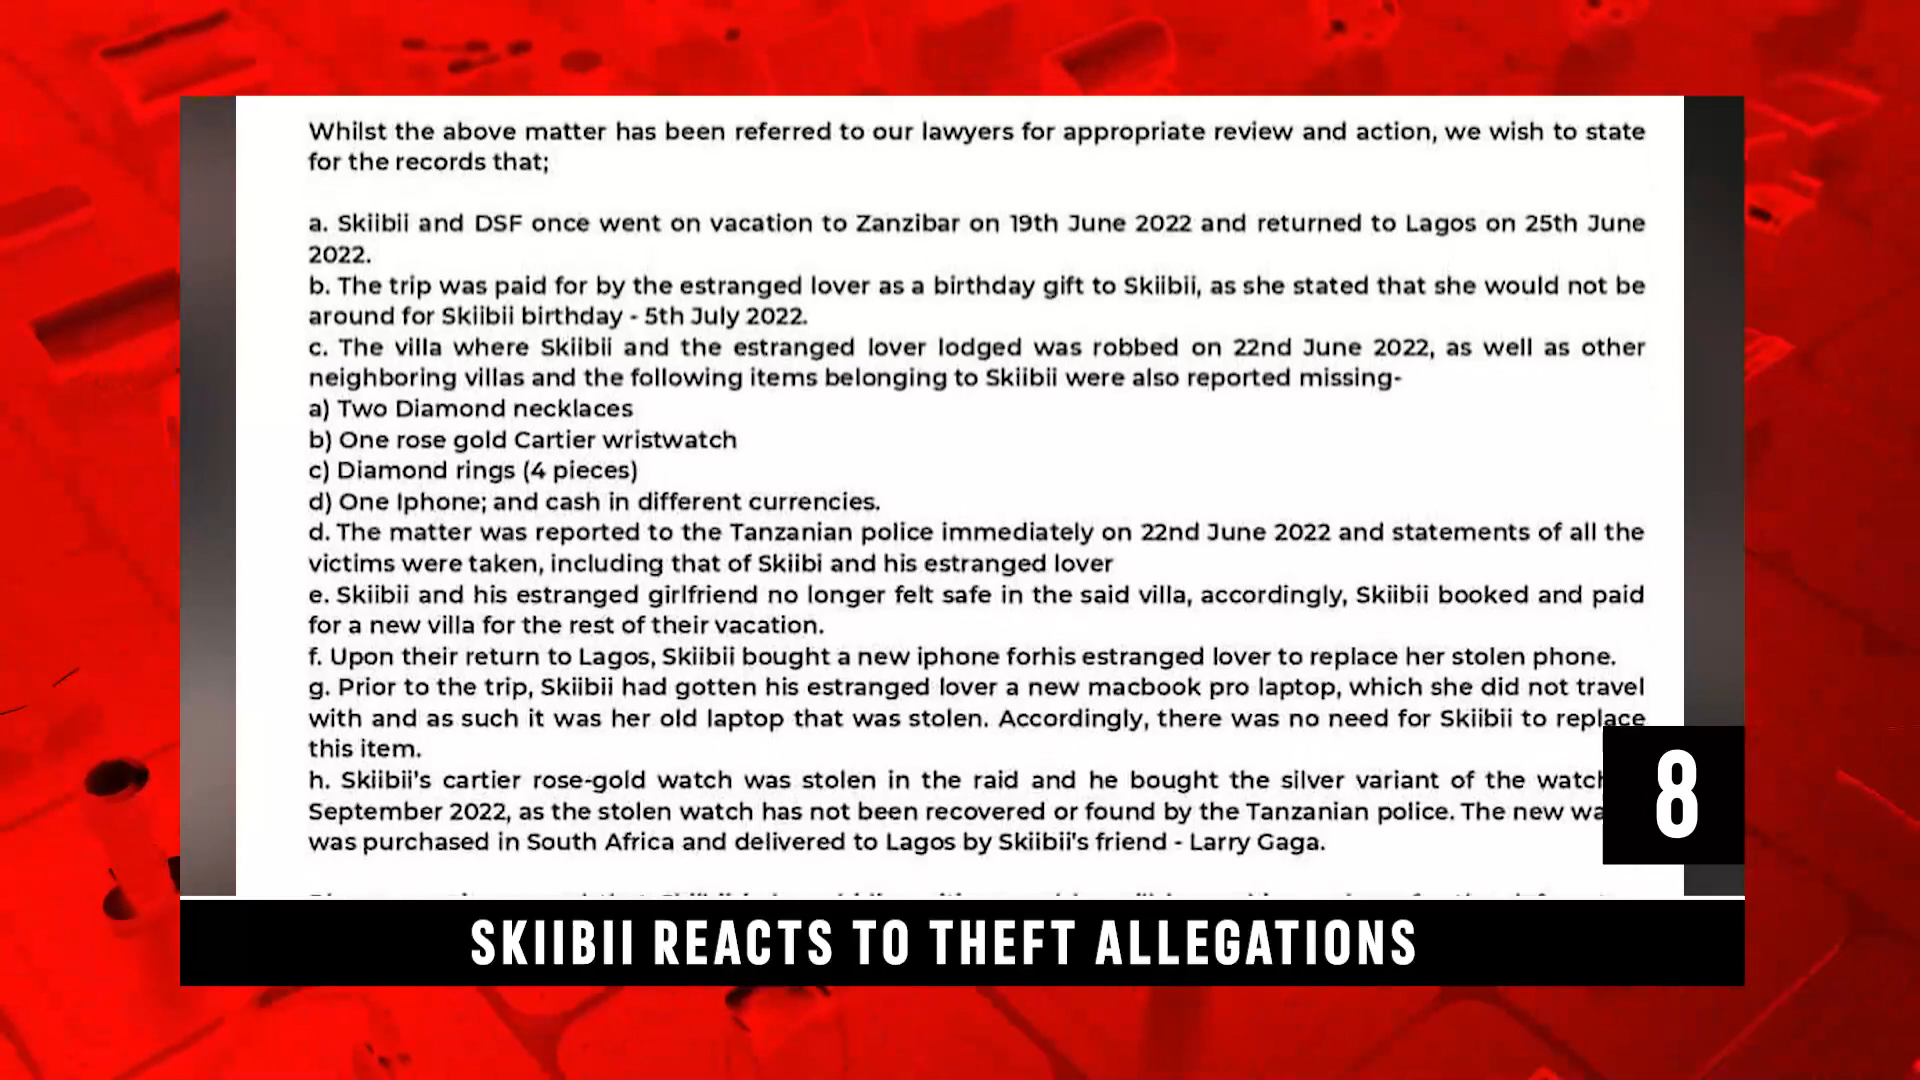 Whilst the above matter has been referred to our lawyers for appropriate review and action, we wish to state
for the records that;
a. Skiibii and DSF once went on vacation to Zanzibar on 19th June 2022 and returned to Lagos on 25th June
2022.
b. The trip was paid for by the estranged lover as a birthday gift to Skiibii, as she stated that she would not be
around for Skiibii birthday - 5th July 2022.
c. The villa where Skiibii and the estranged lover lodged was robbed on 22nd June 2022, as well as other
neighboring villas and the following items belonging to Skiibii were also reported missing-
a) Two Diamond necklaces
b) One rose gold Cartier wristwatch
c) Diamond rings (4 pieces)
d) One Iphone; and cash in different currencies.
d. The matter was reported to the Tanzanian police immediately on 22nd June 2022 and statements of all the
victims were taken, including that of Skiibi and his estranged lover
e. Skiibii and his estranged girlfriend no longer felt safe in the said villa, accordingly, Skiibii booked and paid
for a new villa for the rest of their vacation.
f. Upon their return to Lagos, Skiibii bought a new iphone forhis estranged lover to replace her stolen phone.
g. Prior to the trip, Skiibii had gotten his estranged lover a new macbook pro laptop, which she did not travel
with and as such it was her old laptop that was stolen. Accordingly, there was no need for Skiibii to replace
this item.
h. Skiibii's cartier rose-gold watch was stolen in the raid and he bought the silver variant of the watch
September 2022, as the stolen watch has not been recovered or found by the Tanzanian police. The new wa
was purchased in South Africa and delivered to Lagos by Skiibii's friend - Larry Gaga.
8
SKIIBII REACTS TO THEFT ALLEGATIONS